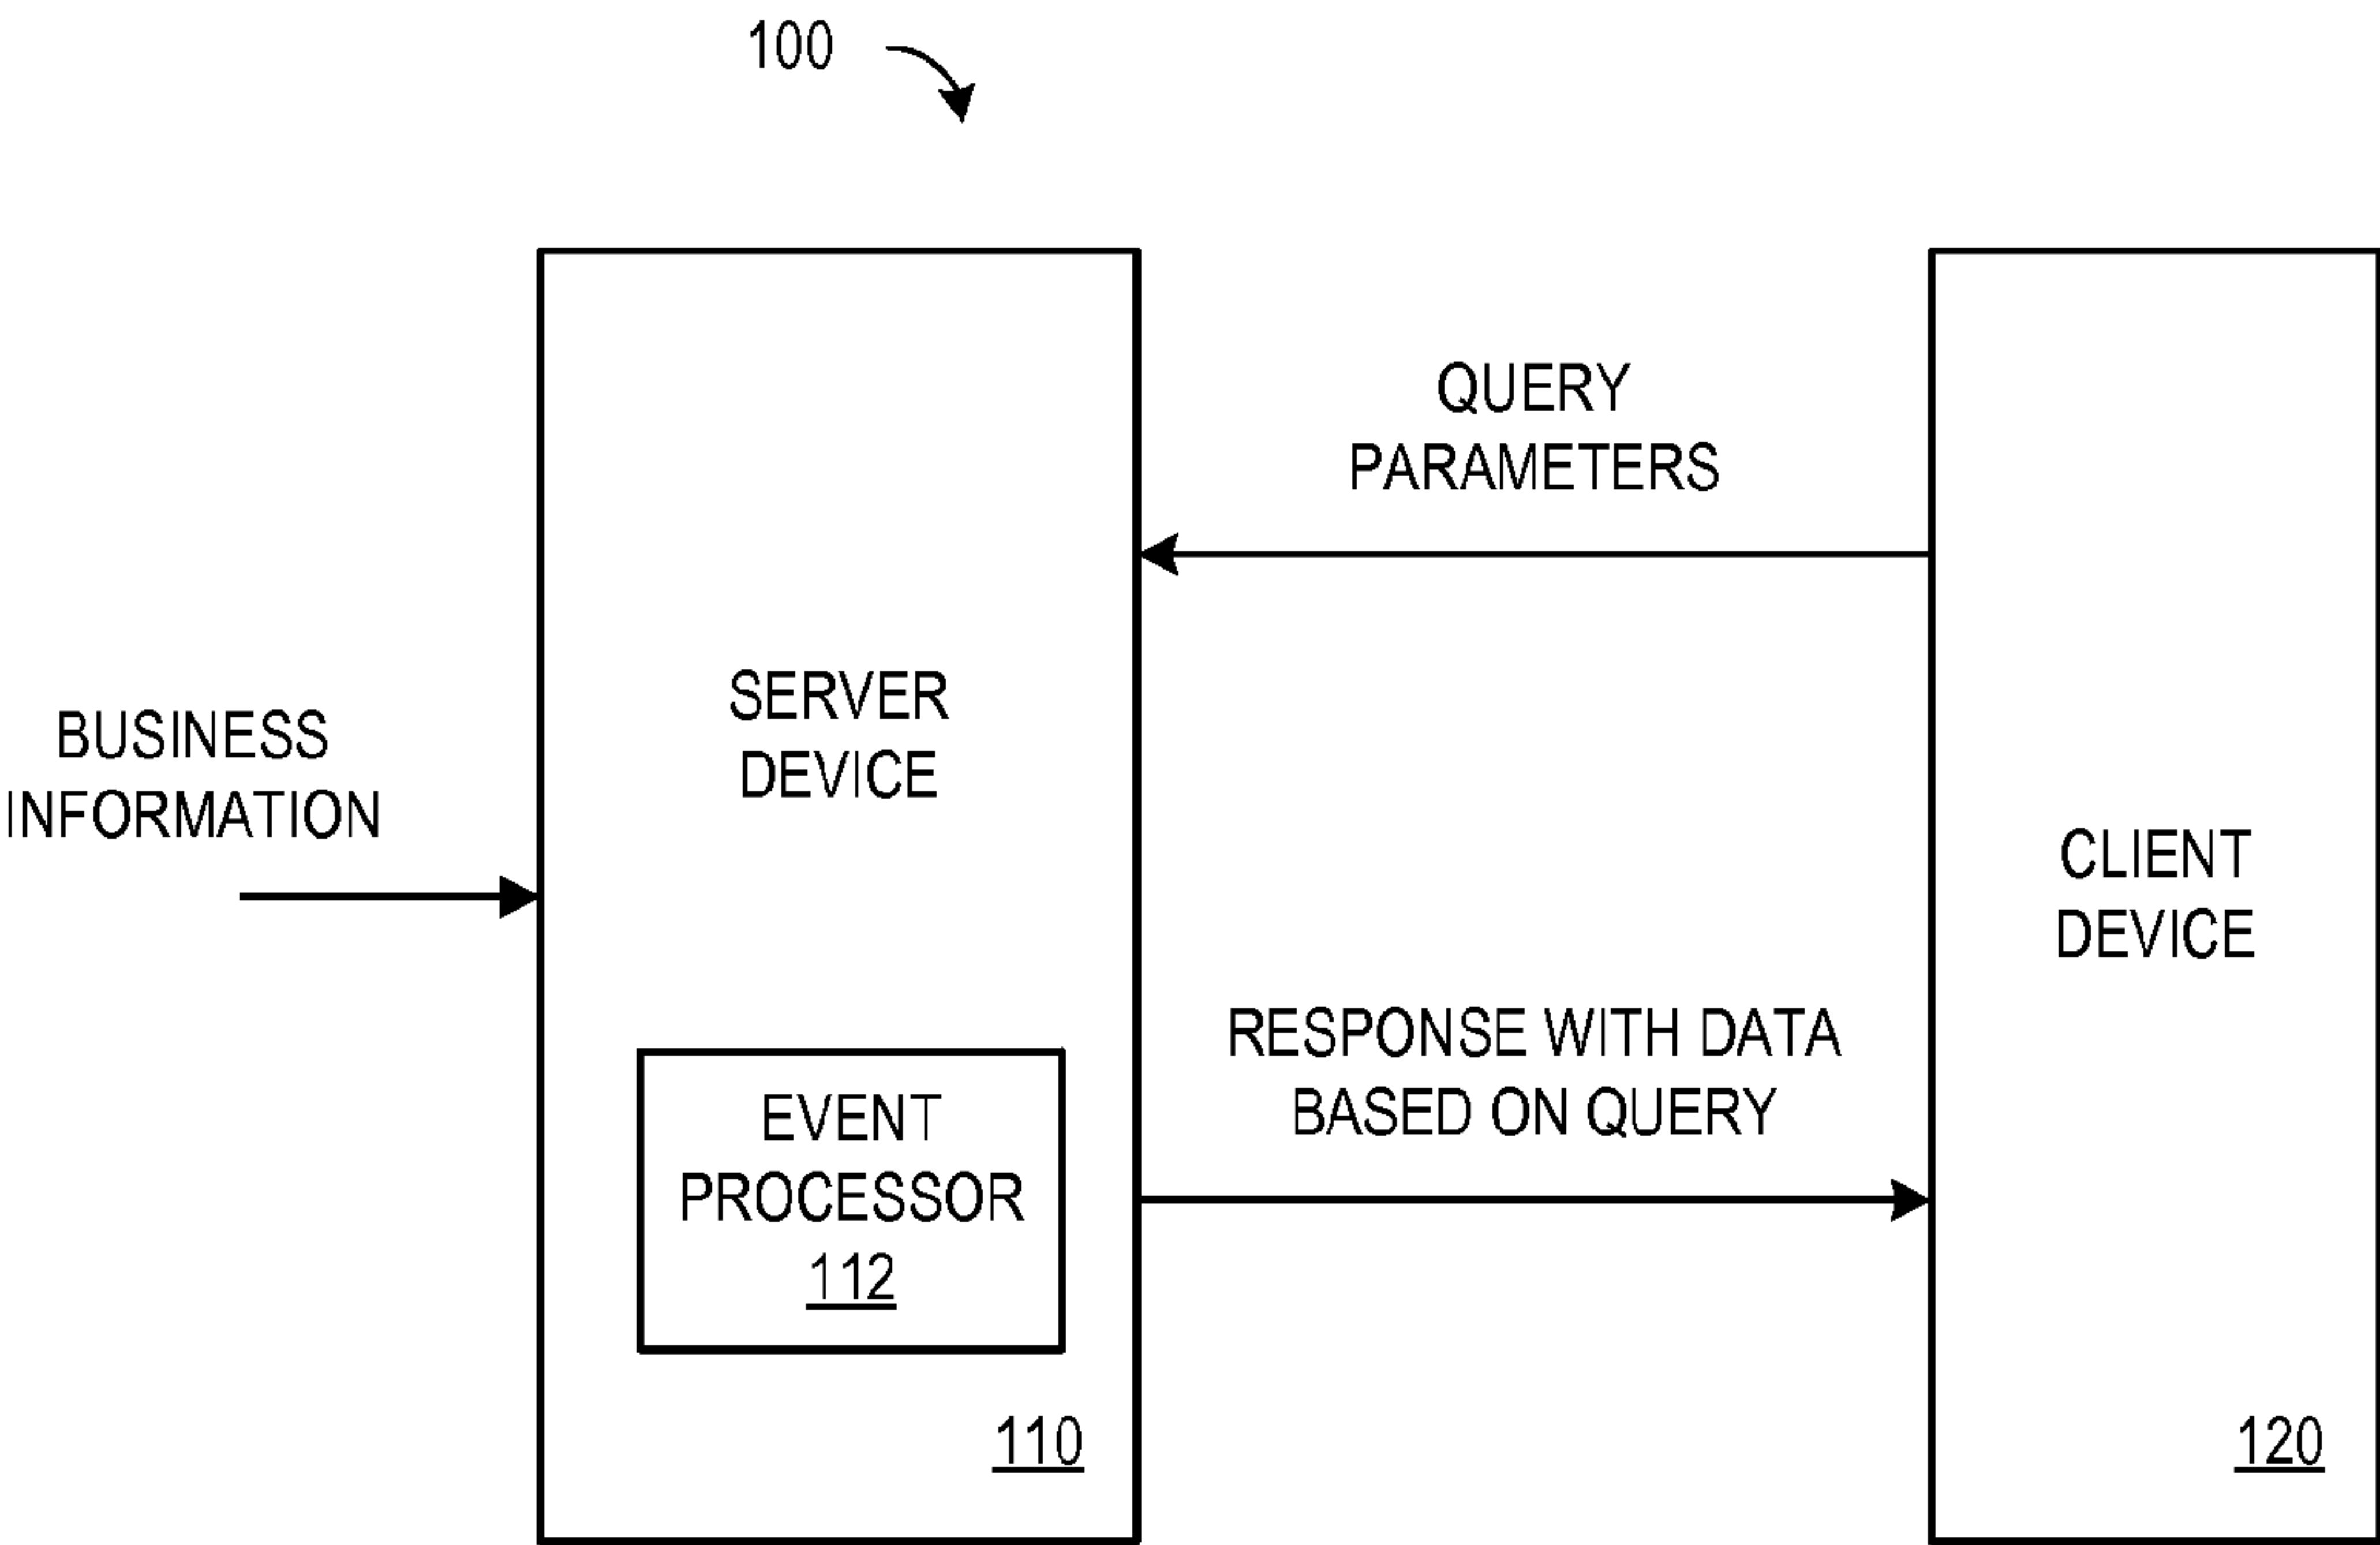 100
QUERY
PARAMETERS
SERVER
DEVICE
BUSINESS
INFORMATION
CLIENT
DEVICE
RESPONSE WITH DATA
BASED ON QUERY
EVENT
PROCESSOR
112
110
120